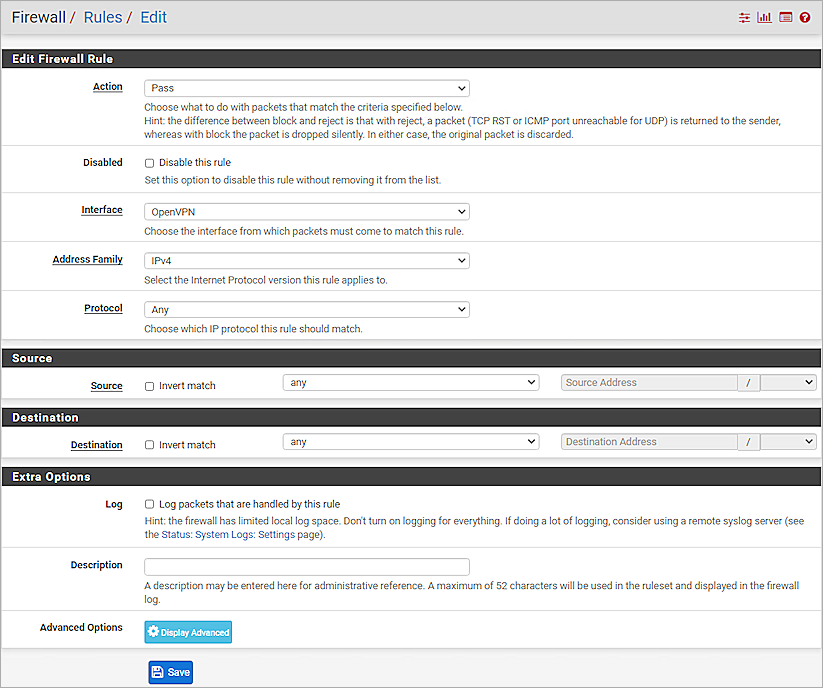 Firewall / Rules / Edit
Edit Firewall Rule
Action Pass
Choose what to do with packets that match the criteria specified below.
Hint: the difference between block and reject is that with reject, a packet (TCP RST or ICMP port unreachable for UDP) is returned to the sender,
whereas with block the packet is dropped silently. In either case, the original packet is discarded.
Disabled Disable this rule
Set this option to disable this rule without removing it from the list.
Interface OpenVPN
Choose the interface from which packets must come to match this rule.
Address Family IPv4
Select the Internet Protocol version this rule applies to.
Protocol Any
Choose which IP protocol this rule should match.
Source
Source Invert match any Source Address /
Destination
Destination Invert match any Destination Address /
Extra Options
Log Log packets that are handled by this rule
Hint: the firewall has limited local log space. Don't turn on logging for everything. If doing a lot of logging, consider using a remote syslog server (see
the Status: System Logs: Settings page).
Description
A description may be entered here for administrative reference. A maximum of 52 characters will be used in the ruleset and displayed in the firewall
log.
Advanced Options Display Advanced
Save